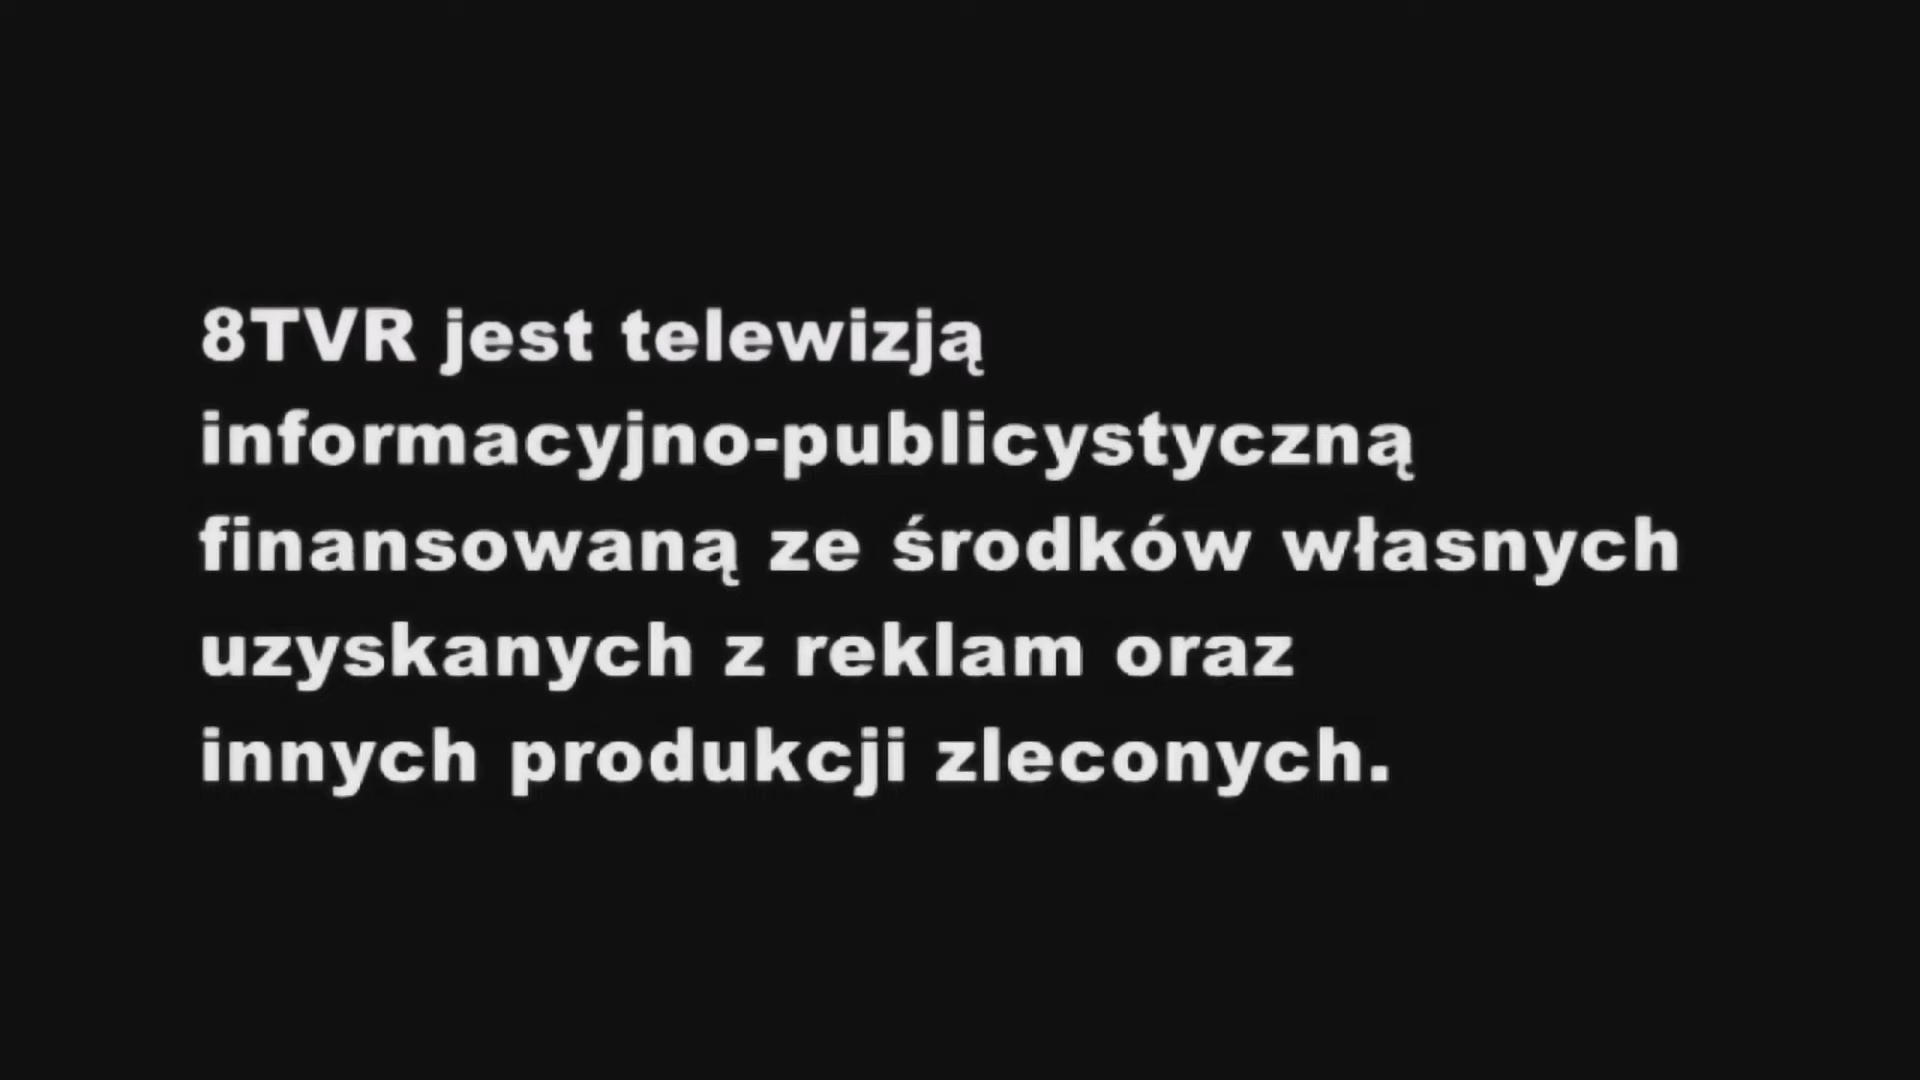 8TVR jest telewizją
informacyjno-publicystyczną
finansowaną ze środków własnych
uzyskanych z reklam oraz
innych produkcji zleconych.